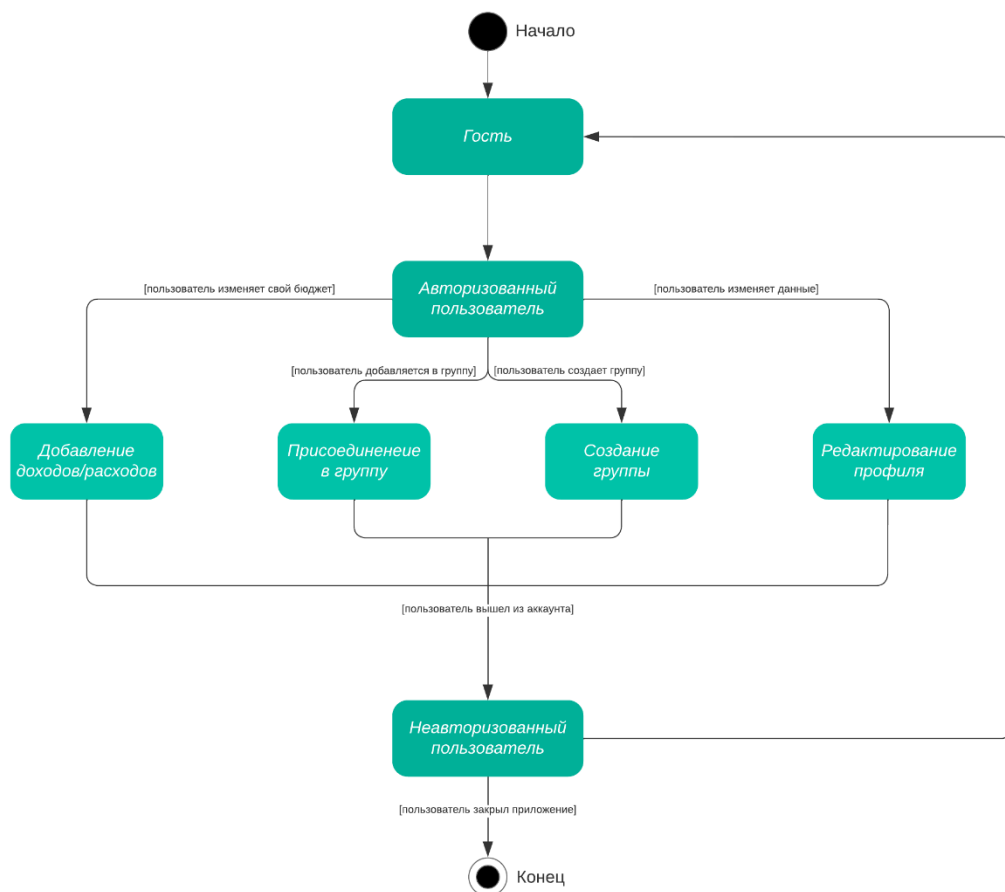 Начало
Гость
Авторизованный
пользователь
[пользователь изменяет свой бюджет]
[пользователь изменяет данные]
[пользователь добавляется в группу]
[пользователь создает группу]
Добавление
доходов/расходов
Присоединенеие
в группу
Создание
группы
Редактирование
профиля
[пользователь вышел из аккаунта]
Неавторизованный
пользователь
[пользователь закрыл приложение]
Конец